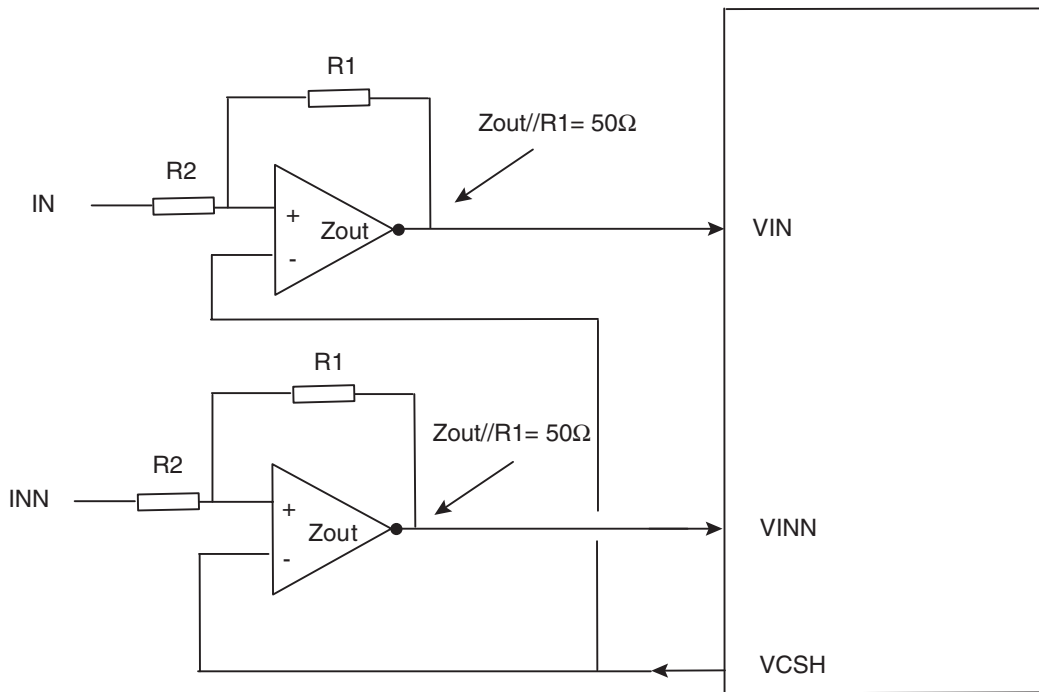 R1
Zout//R1= 50Ω
R2
IN
+
Zout
-
VIN
R1
Zout//R1= 50Ω
R2
INN
+
Zout
-
VINN
VCSH